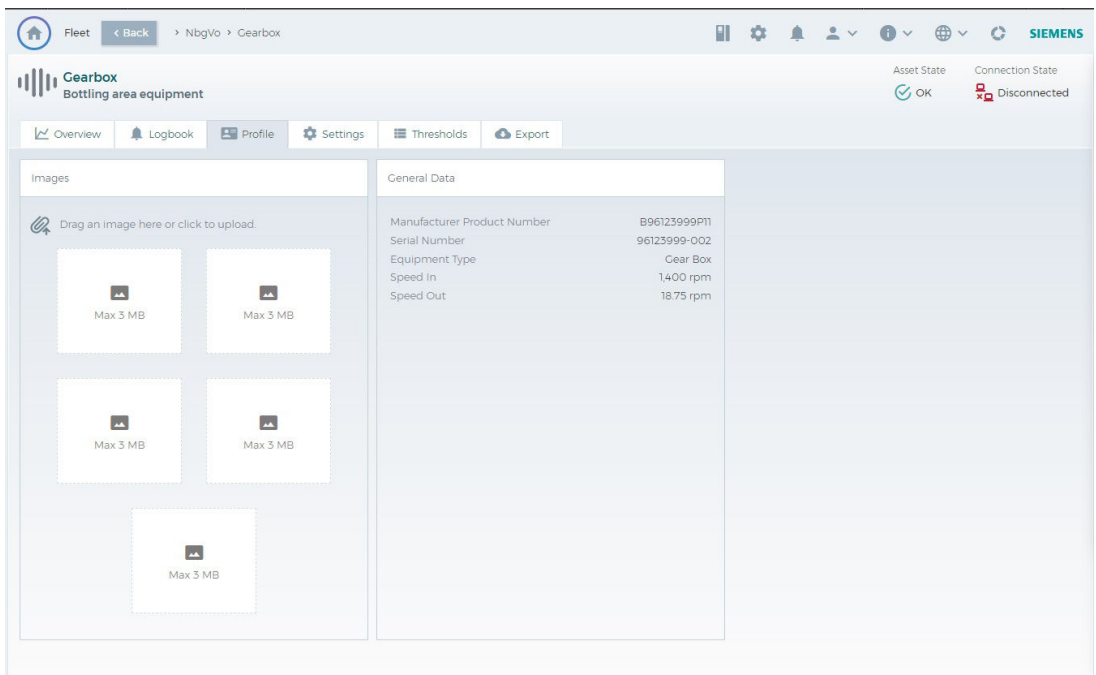 Fleet < Back > NbgVo > Gearbox SIEMENS
Gearbox
Bottling area equipment
Asset State Connection State
OK Disconnected
Overview Logbook Profile Settings Thresholds Export
Images
Drag an image here or click to upload.
Max 3 MB Max 3 MB
Max 3 MB Max 3 MB
Max 3 MB
General Data
Manufacturer Product Number B96123999P11
Serial Number 96123999-002
Equipment Type Gear Box
Speed In 1,400 rpm
Speed Out 18.75 rpm